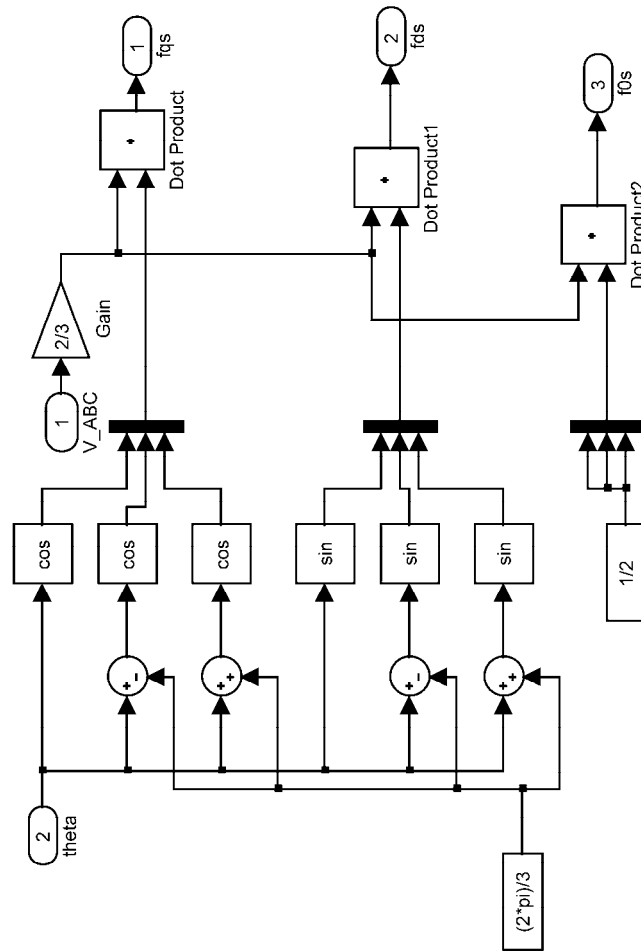 2
cos
theta
1
2/3
V_ABC
Gain
+
-
cos
1
fqs
Dot Product
+
+
cos
sin
2
fds
+
-
sin
Dot Product1
+
+
sin
(2*pi)/3
3
f0s
1/2
Dot Product2